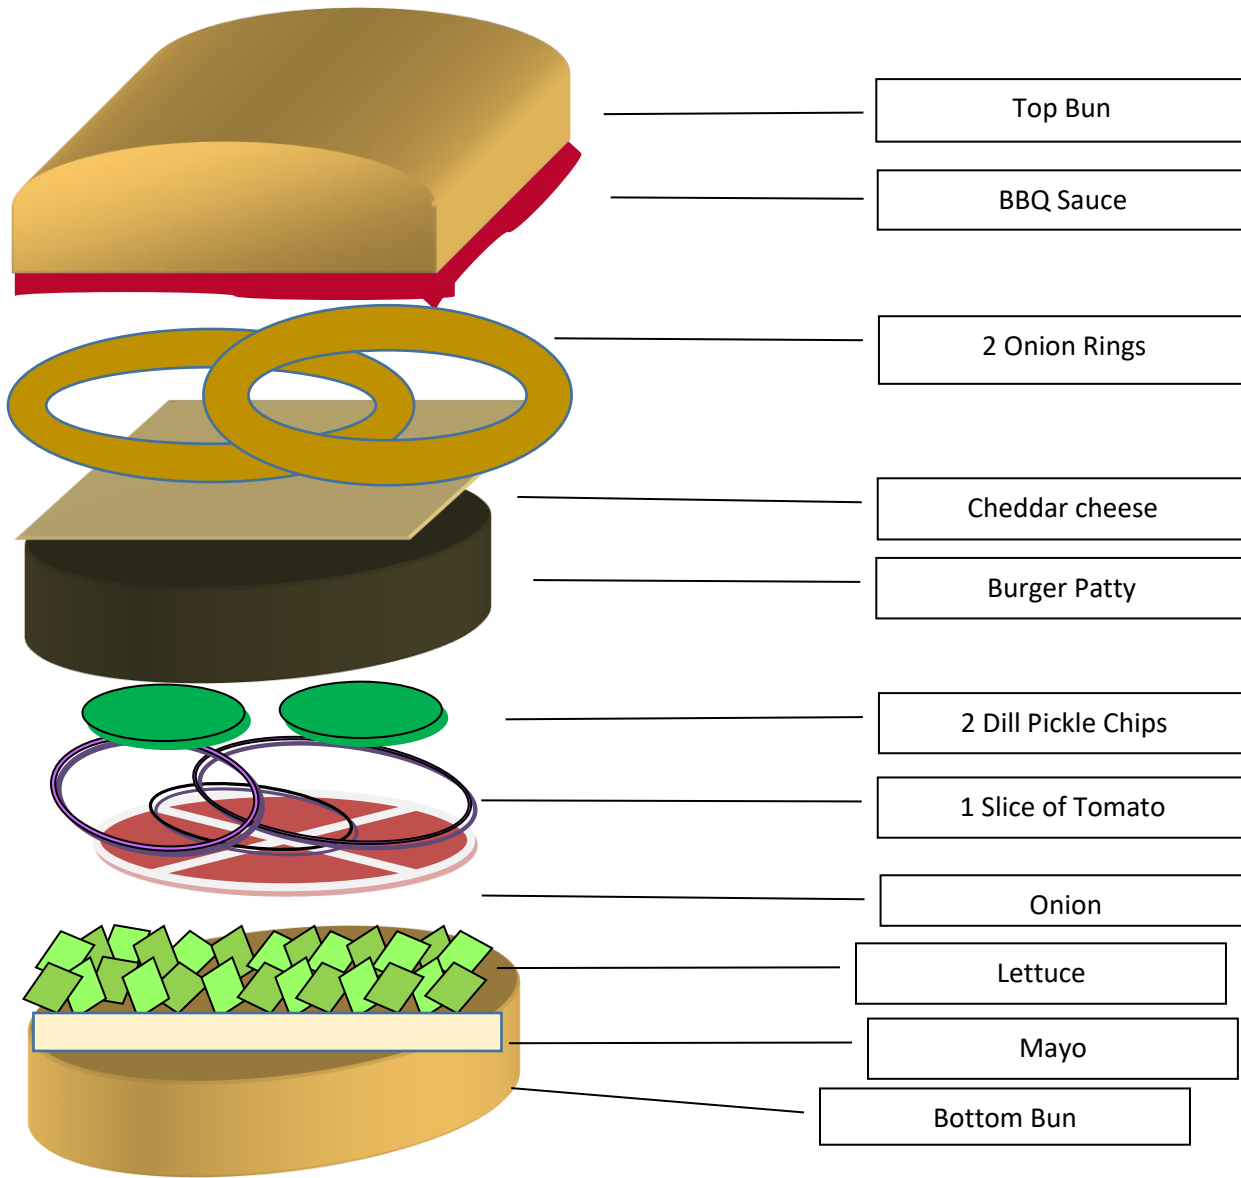 Top Bun
BBQ Sauce
2 Onion Rings
Cheddar cheese
Burger Patty
2 Dill Pickle Chips
1 Slice of Tomato
Onion
Lettuce
Mayo
Bottom Bun